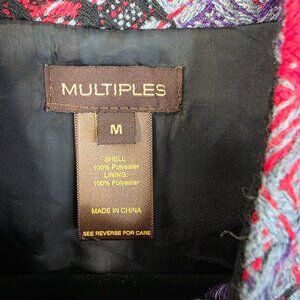 MULTIPLES
M
SHELL
100% Polyester
LINING
100% Polyester
MADE IN CHINA
SEE REVERSE FOR CARE